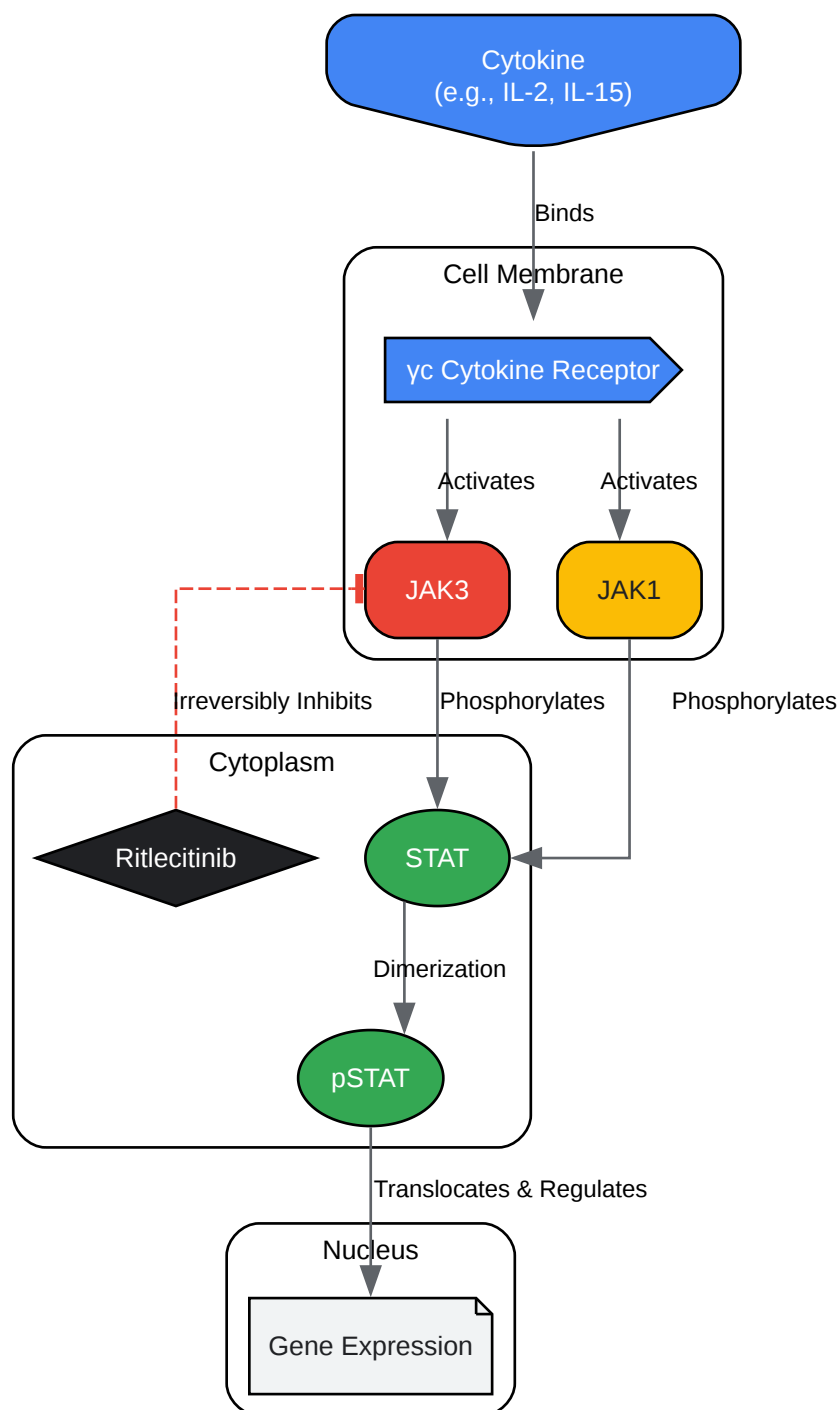 Cytokine
(e.g., IL-2, IL-15)
Binds
Cell Membrane
γc Cytokine Receptor
Activates
Activates
JAK3
JAK1
Irreversibly Inhibits
Phosphorylates
Phosphorylates
Cytoplasm
Ritlecitinib
STAT
Dimerization
pSTAT
Translocates & Regulates
Nucleus
Gene Expression